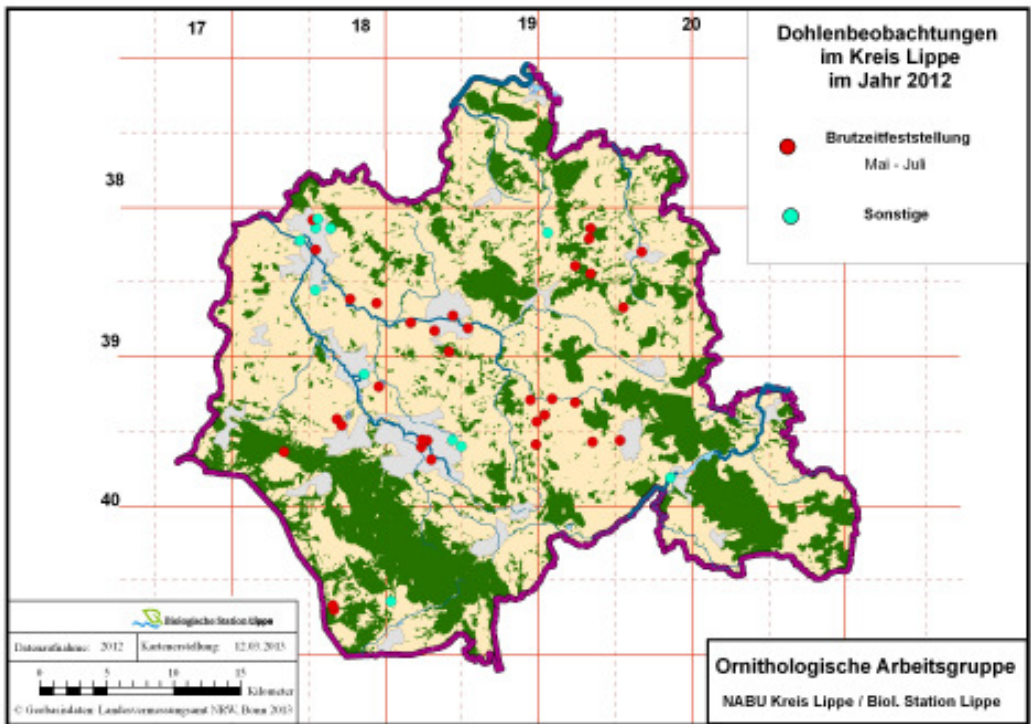 17 18 19 20
Dohlenbeobachtungen
im Kreis Lippe
im Jahr 2012
Brutzeitfeststellung
Mai - Juli
Sonstige
38
39
40
Biologische Station Lippe
Datenaufnahme: 2012 Kartenerstellung: 12.03.2013
0 5 10 15
Kilometer
© Geobasisdaten: Landesvermessungsamt NRW, Bonn 2013
Ornithologische Arbeitsgruppe
NABU Kreis Lippe / Biol. Station Lippe